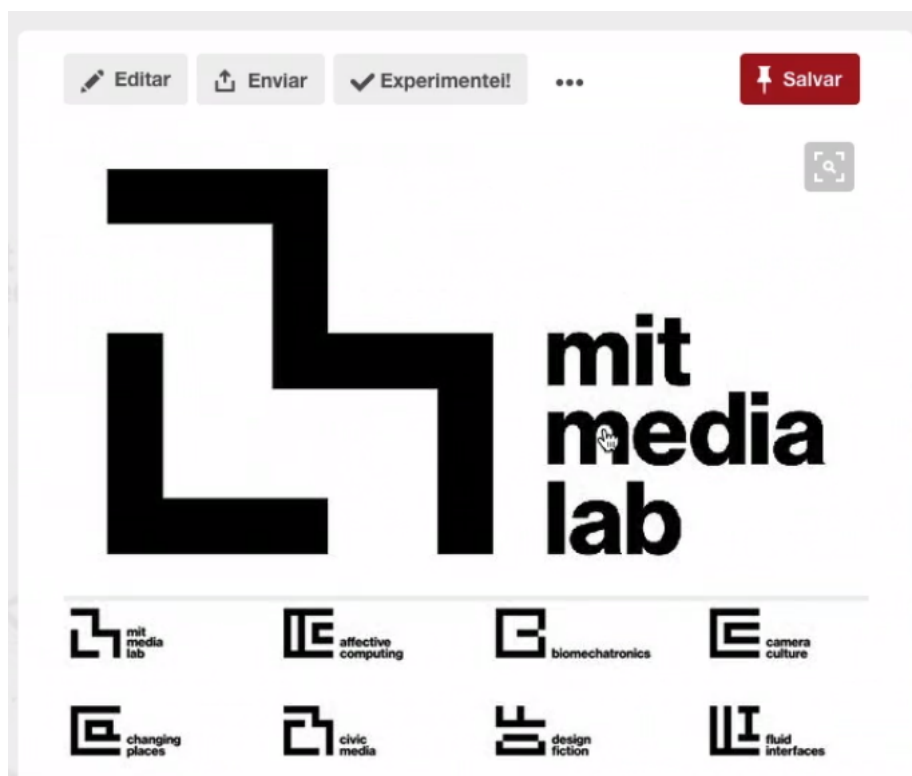 Editar Enviar Experimentei! Salvar
mit
media
lab
mit
media
lab
affective
computing
biomechatronics
camera
culture
changing
places
civic
media
design
fiction
fluid
interfaces